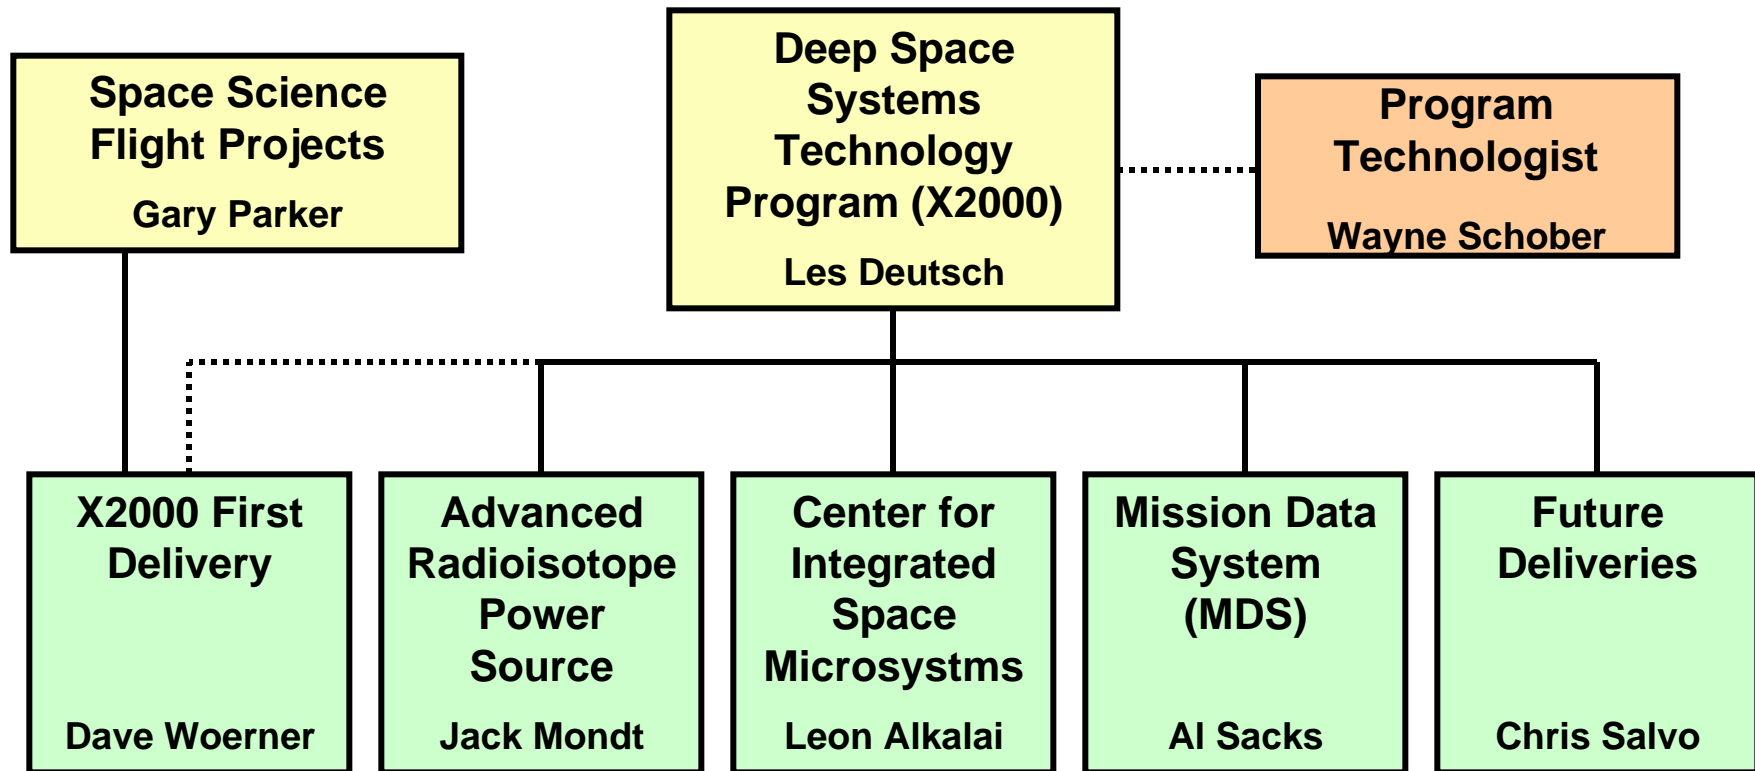 Space Science
Flight Projects
Gary Parker
Deep Space
Systems
Technology
Program (X2000)
Les Deutsch
Program
Technologist
Wayne Schober
X2000 First
Delivery
Dave Woerner
Advanced
Radioisotope
Power
Source
Jack Mondt
Center for
Integrated
Space
Microsystms
Leon Alkalai
Mission Data
System
(MDS)
Al Sacks
Future
Deliveries
Chris Salvo